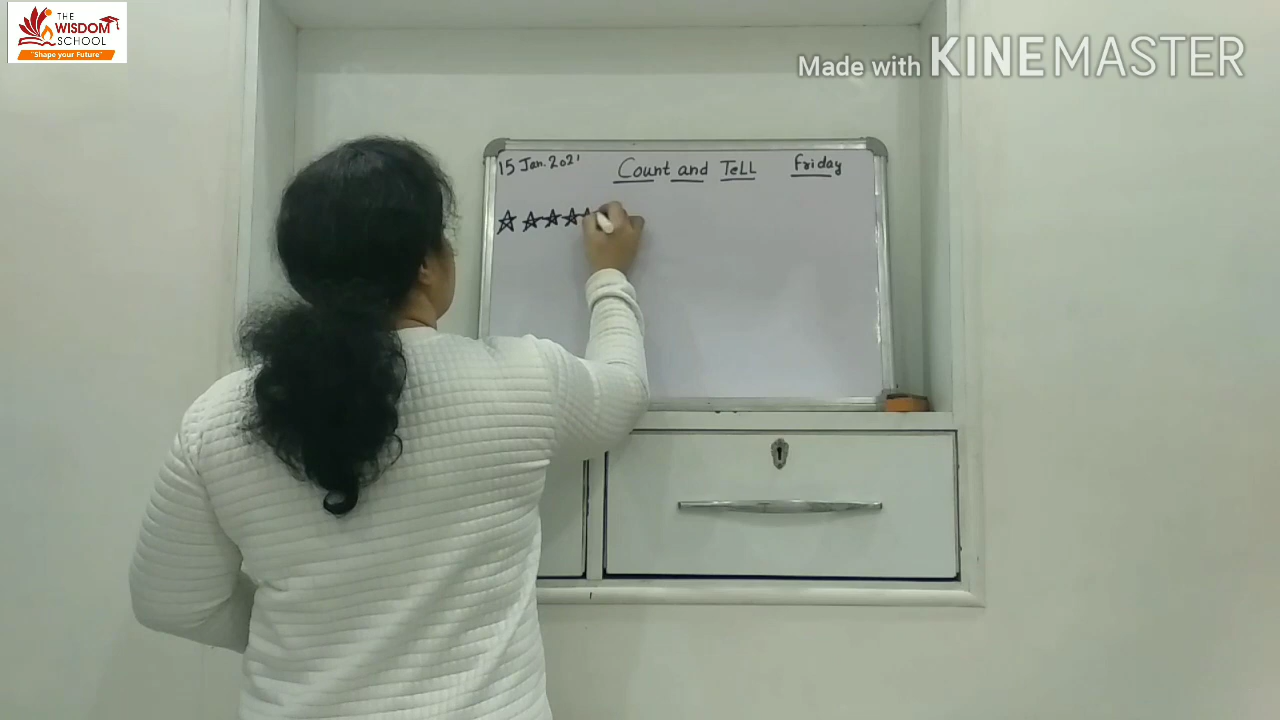 THE
WISDOM
SCHOOL
"Shape your Future"
Made with KINEMASTER
15 Jan. 2021 Count and TeLL Friday